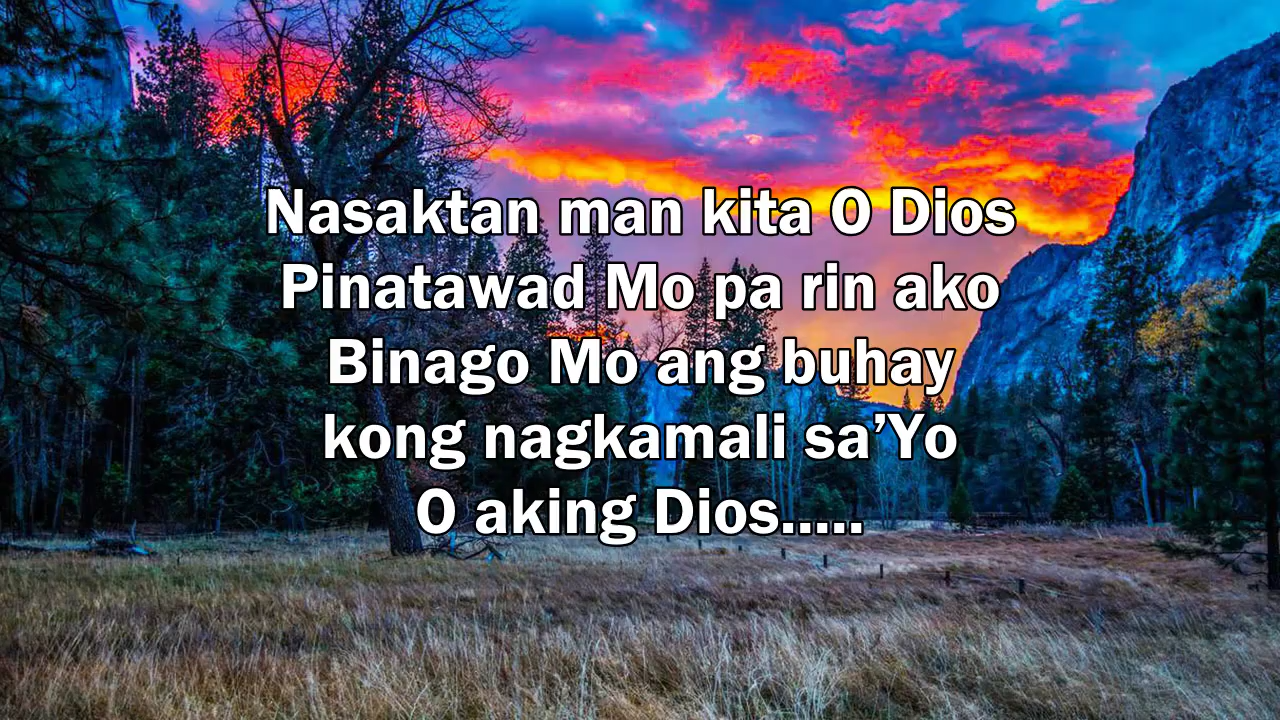 Nasaktan man kita O Dios
Pinatawad Mo pa rin ako
Binago Mo ang buhay
kong nagkamali sa’Yo
O aking Dios.....